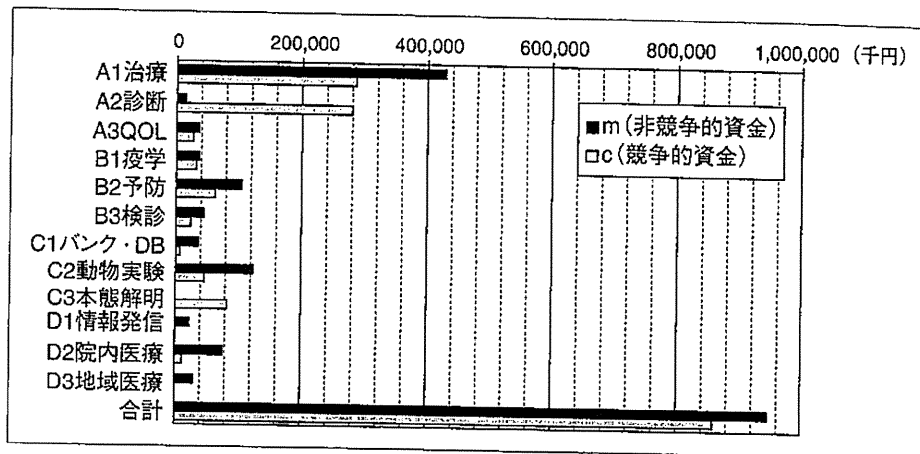 0 200,000 400,000 600,000 800,000 1,000,000 (千円)
A1治療
A2診断
A3QOL
B1疫学
B2予防
B3検診
C1バンク・DB
C2動物実験
C3本態解明
D1情報発信
D2院内医療
D3地域医療
合計
m(非競争的資金)
c(競争的資金)